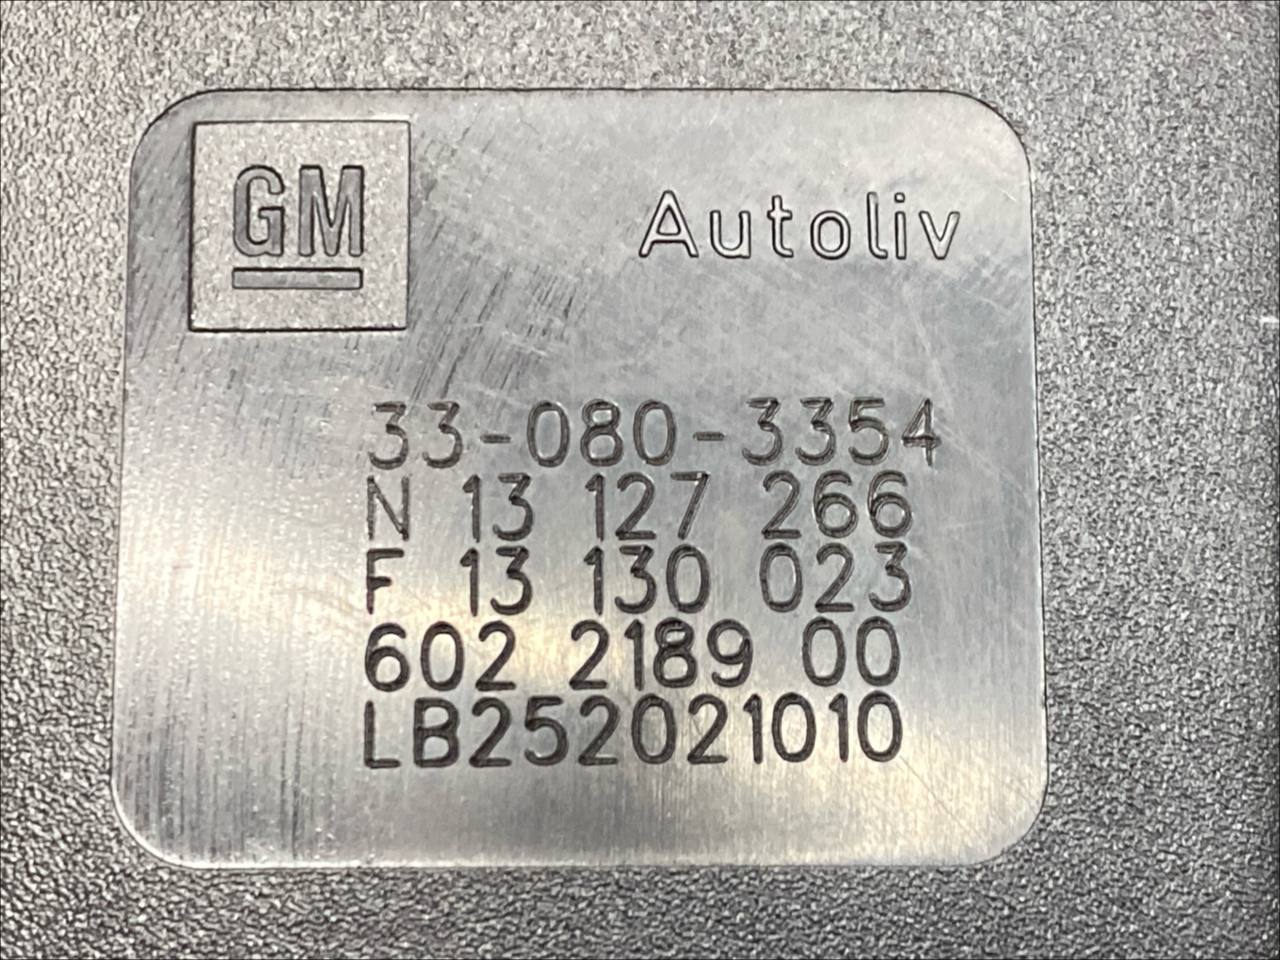 GM
Autoliv
33-080-3354
N 13 127 266
F 13 130 023
602 2189 00
LB252021010